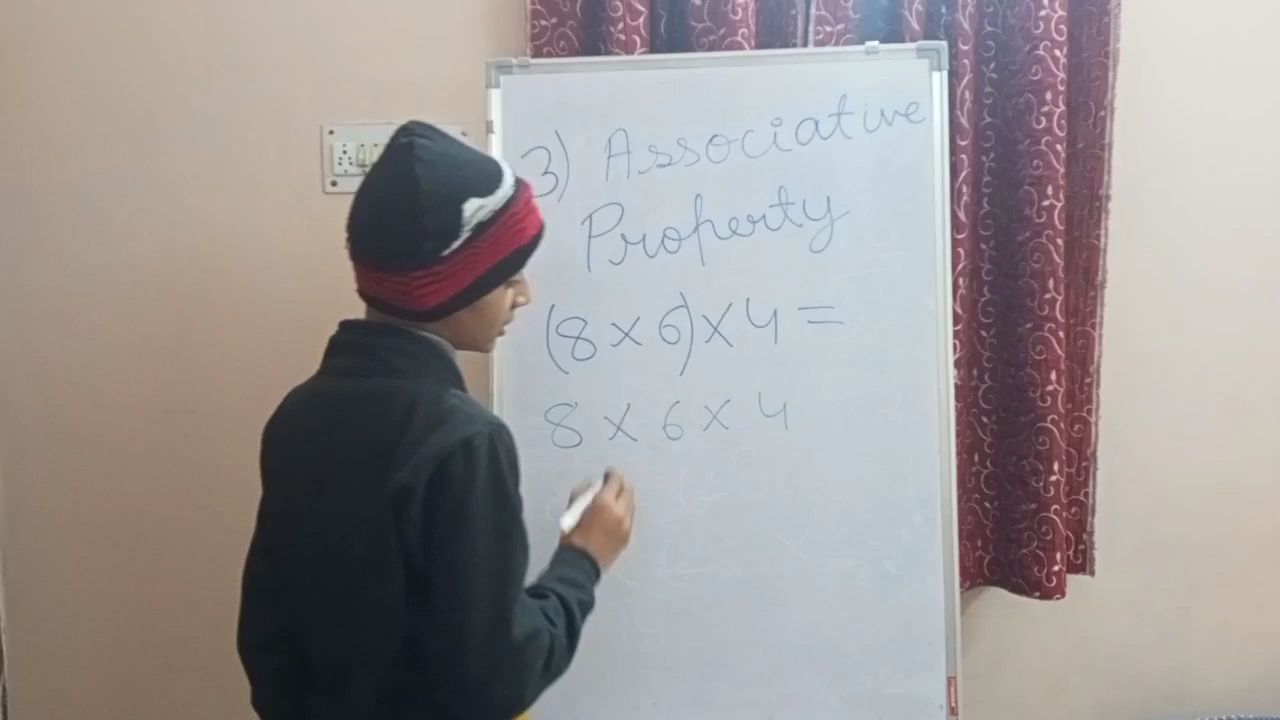 3) Associative
Property
(8 × 6) × 4 =
8 × 6 × 4